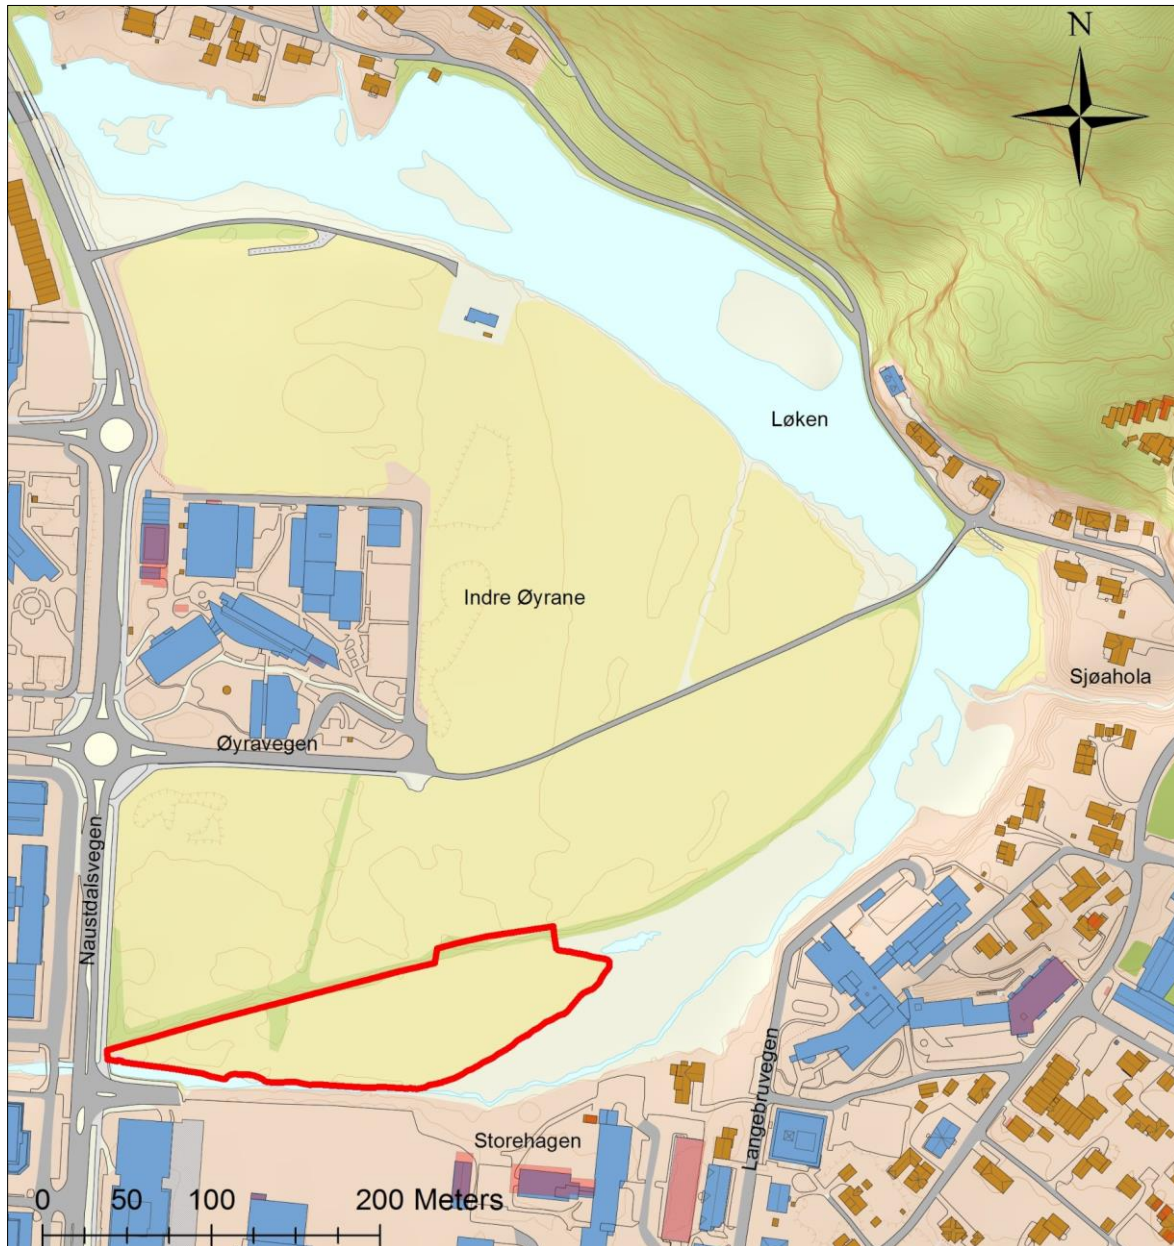 N
Løken
Indre Øyrane
Sjøahola
Øyravegen
Naustdalsvegen
Langebruvegen
Storehagen
0 50 100 200 Meters